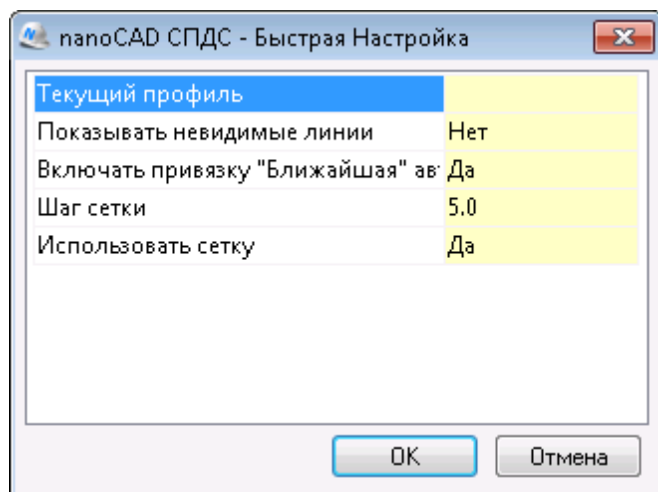 nanoCAD СПДС - Быстрая Настройка
Текущий профиль
Показывать невидимые линии Нет
Включать привязку "Ближайшая" ав Да
Шаг сетки 5.0
Использовать сетку Да
OK Отмена